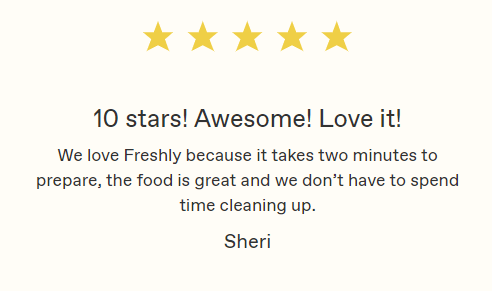 10 stars! Awesome! Love it!
We love Freshly because it takes two minutes to
prepare, the food is great and we don’t have to spend
time cleaning up.
Sheri